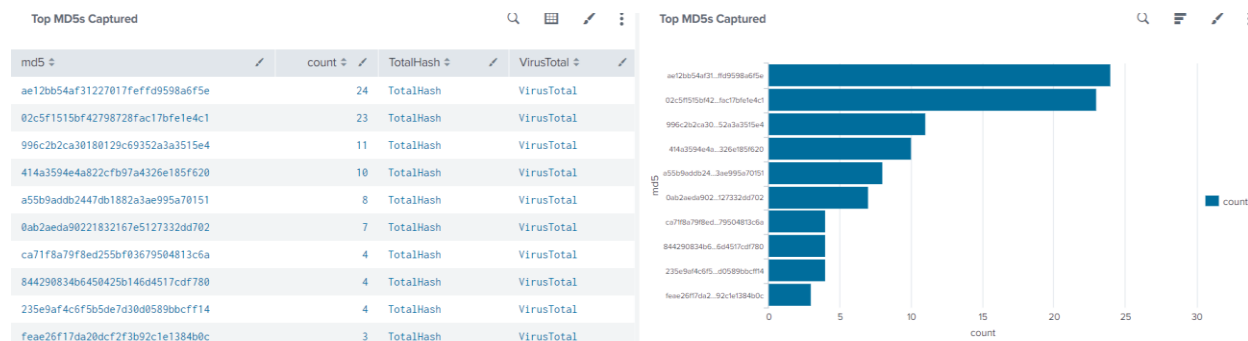 Top MD5s Captured
md5 count TotalHash VirusTotal
ae12bb54af31227017feffd9598a6f5e 24 TotalHash VirusTotal
02c5f1515bf42798728fac17bfe1e4c1 23 TotalHash VirusTotal
996c2b2ca30180129c69352a3a3515e4 11 TotalHash VirusTotal
414a3594e4a822cfb97a4326e185f620 10 TotalHash VirusTotal
a55b9addb2447db1882a3ae995a70151 8 TotalHash VirusTotal
0ab2aeda90221832167e5127332dd702 7 TotalHash VirusTotal
ca71f8a79f8ed255bf03679504813c6a 4 TotalHash VirusTotal
844290834b6450425b146d4517cdf780 4 TotalHash VirusTotal
235e9af4c6f5b5de7d30d0589bbcff14 4 TotalHash VirusTotal
feae26f17da20dcf2f3b92c1e1384b0c 3 TotalHash VirusTotal
Top MD5s Captured
md5
ae12bb54af31...ffd9598a6f5e
02c5f1515bf42...fac17bfe1e4c1
996c2b2ca30...52a3a3515e4
414a3594e4a...326e185f620
a55b9addb24...3ae995a70151
0ab2aeda902...127332dd702
ca71f8a79f8ed...79504813c6a
844290834b6...6d4517cdf780
235e9af4c6f5...d0589bbcff14
feae26f17da2...92c1e1384b0c
0 5 10 15 20 25 30
count
count